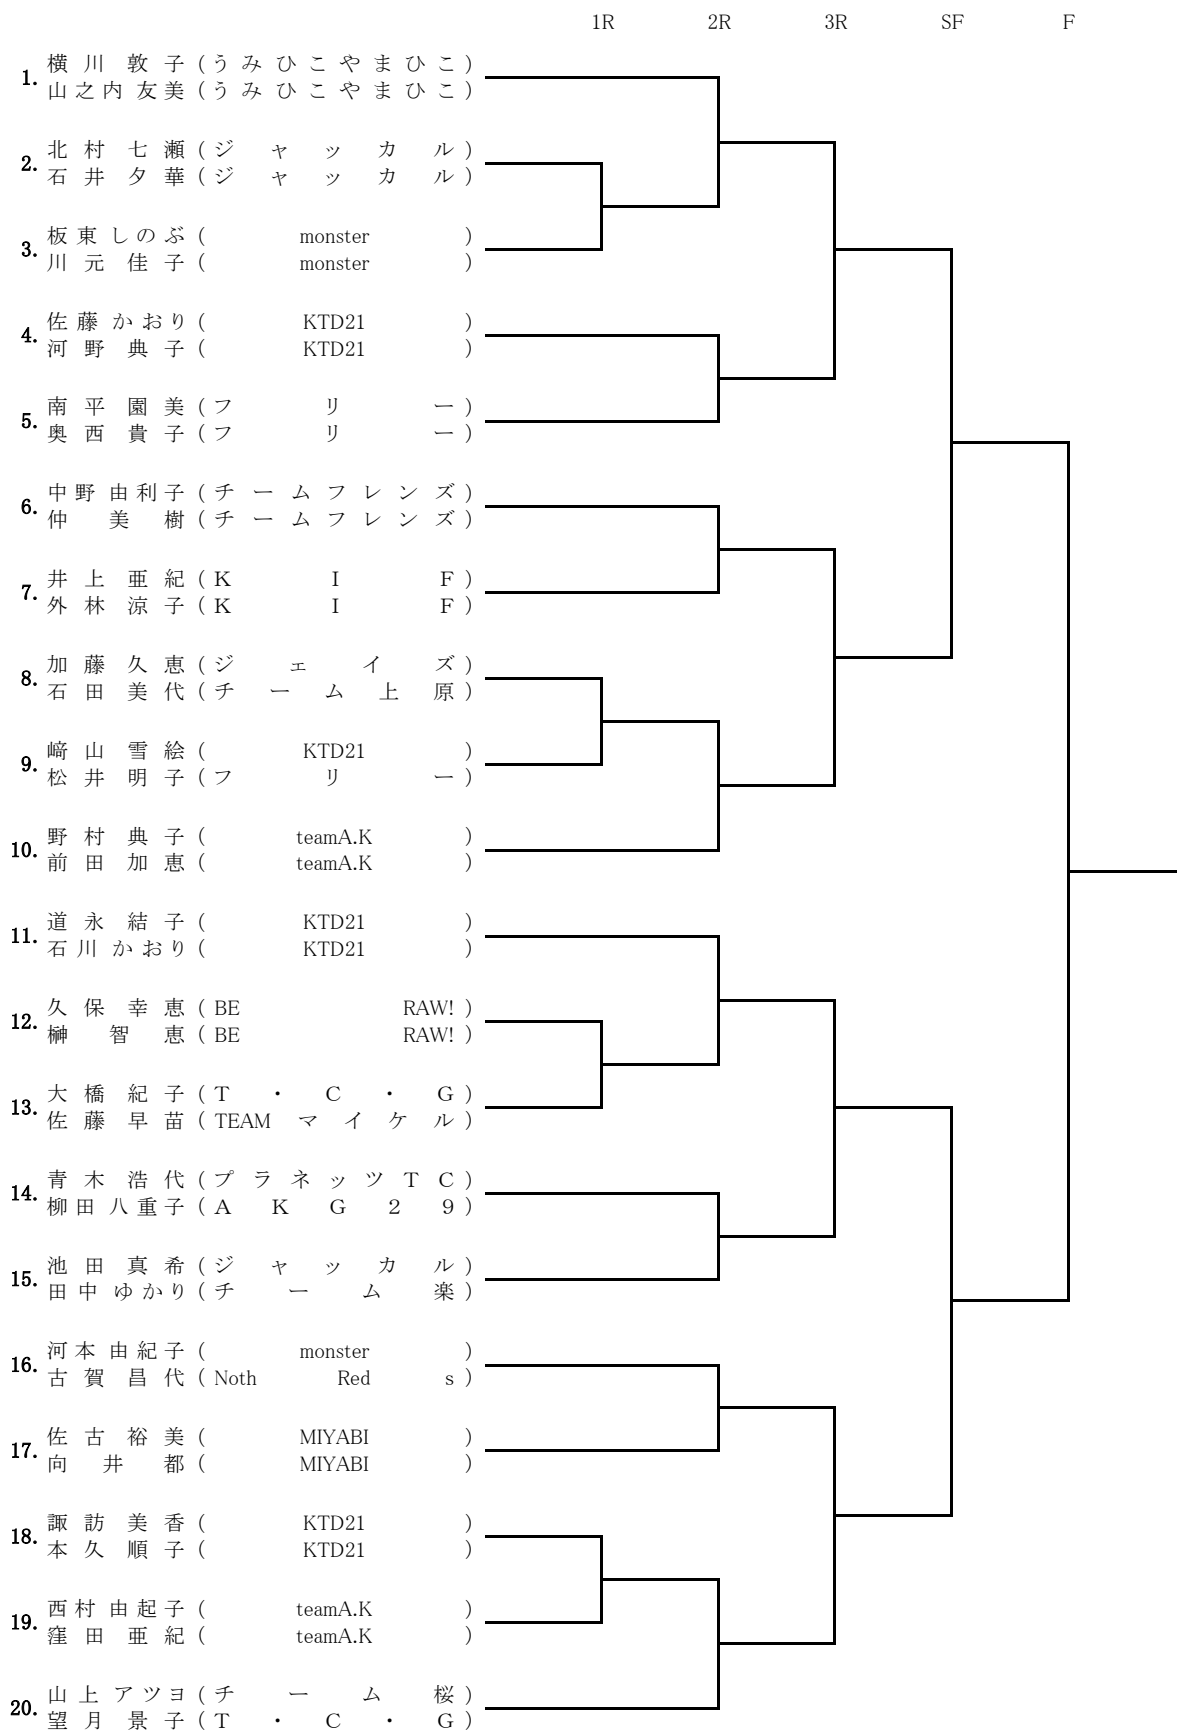 1R 2R 3R SF F
横川敦子(うみひこやまひこ)
1.
山之内友美(うみひこやまひこ)
北村七瀬(ジャッカル)
2.
石井夕華(ジャッカル)
板東しのぶ(monster)
3.
川元佳子(monster)
佐藤かおり(KTD21)
4.
河野典子(KTD21)
南平園美(フリー)
5.
奥西貴子(フリー)
中野由利子(チームフレンズ)
6.
仲美樹(チームフレンズ)
井上亜紀(KIF)
7.
外林涼子(KIF)
加藤久恵(ジェイズ)
8.
石田美代(チーム上原)
﨑山雪絵(KTD21)
9.
松井明子(フリー)
野村典子(teamA.K)
10.
前田加恵(teamA.K)
道永結子(KTD21)
11.
石川かおり(KTD21)
久保幸恵(BE RAW!)
12.
榊智恵(BE RAW!)
大橋紀子(T・C・G)
13.
佐藤早苗(TEAMマイケル)
青木浩代(プラネッツTC)
14.
柳田八重子(AKG29)
池田真希(ジャッカル)
15.
田中ゆかり(チーム楽)
河本由紀子(monster)
16.
古賀昌代(Noth Red s)
佐古裕美(MIYABI)
17.
向井都(MIYABI)
諏訪美香(KTD21)
18.
本久順子(KTD21)
西村由起子(teamA.K)
19.
窪田亜紀(teamA.K)
山上アツヨ(チーム桜)
20.
望月景子(T・C・G)